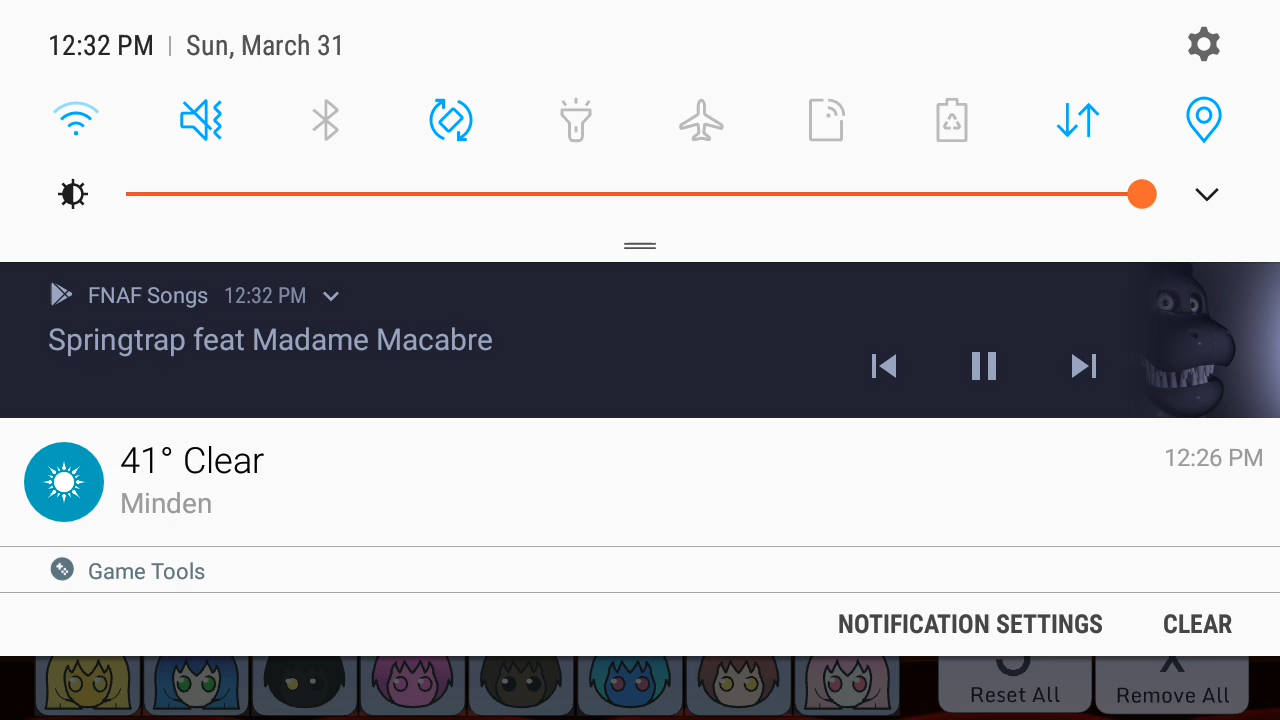 12:32 PM | Sun, March 31
FNAF Songs 12:32 PM
Springtrap feat Madame Macabre
41° Clear
12:26 PM
Minden
Game Tools
NOTIFICATION SETTINGS CLEAR
Reset All Remove All